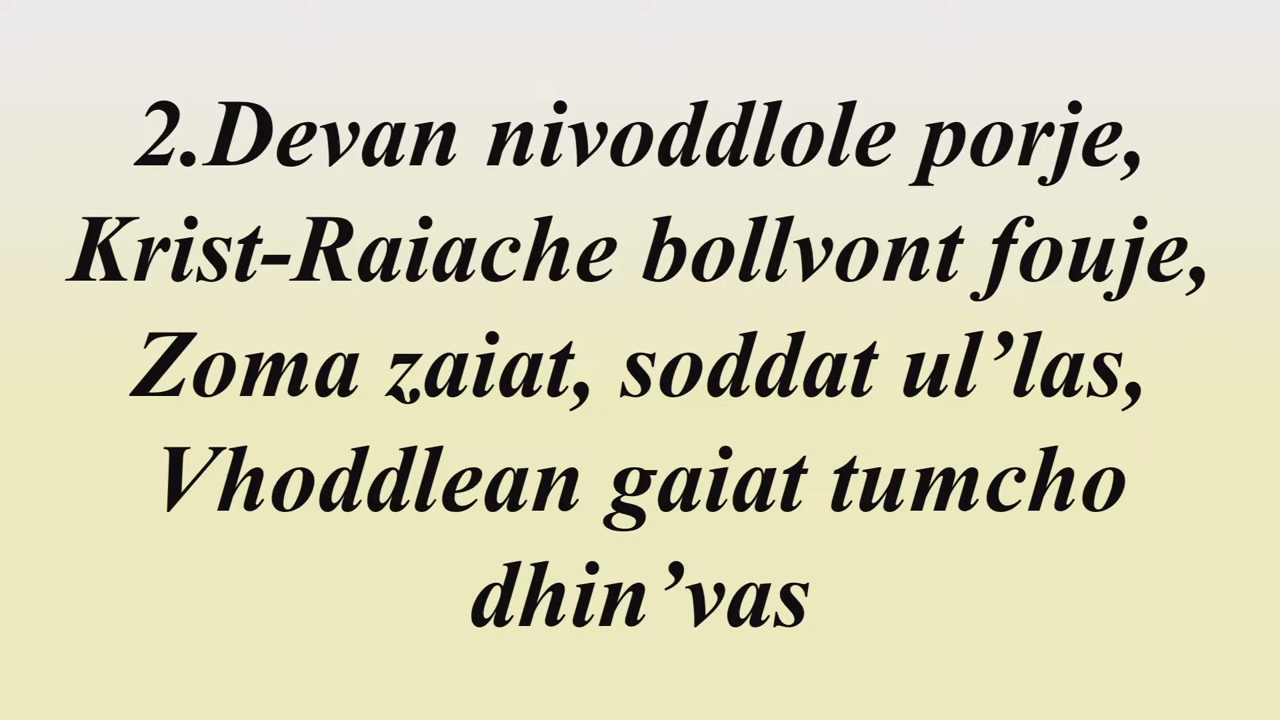 2.Devan nivoddlole porje,
Krist-Raiache bollvont fouje,
Zoma zaiat, soddat ul’las,
Vhoddlean gaiat tumcho
dhin’vas